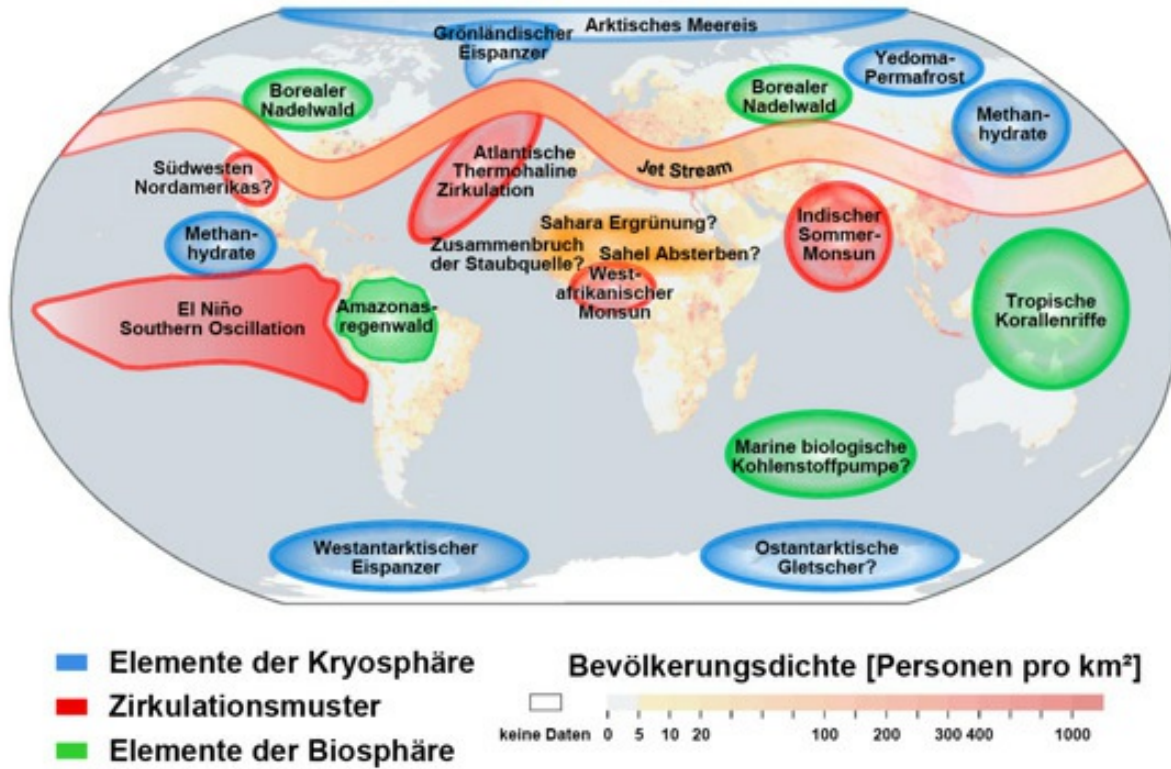 Arktisches Meereis
Grönländischer
Eispanzer
Yedoma-
Permafrost
Borealer
Nadelwald
Borealer
Nadelwald
Methan-
hydrate
Südwesten
Nordamerikas?
Atlantische
Thermohaline
Zirkulation
Jet Stream
Methan-
hydrate
Sahara Ergrünung?
Zusammenbruch
der Staubquelle?
Sahel Absterben?
Indischer
Sommer-
Monsun
West-
afrikanischer
Monsun
El Niño
Southern Oscillation
Amazonas-
regenwald
Tropische
Korallenriffe
Marine biologische
Kohlenstoffpumpe?
Westantarktischer
Eispanzer
Ostantarktische
Gletscher?
Elemente der Kryosphäre
Zirkulationsmuster
Elemente der Biosphäre
Bevölkerungsdichte [Personen pro km²]
keine Daten 0 5 10 20 100 200 300 400 1000